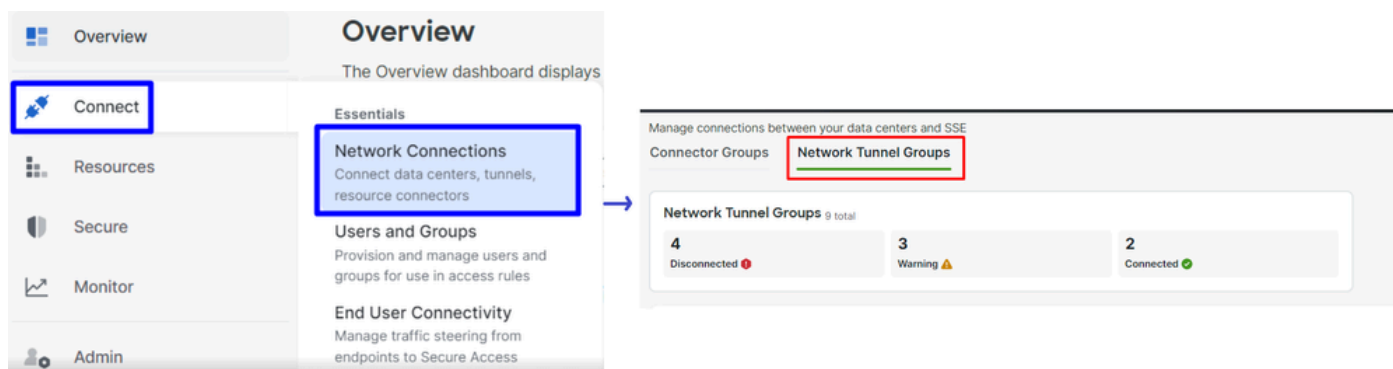 Overview
Connect
Resources
Secure
Monitor
Admin
Overview
The Overview dashboard displays
Essentials
Network Connections
Connect data centers, tunnels,
resource connectors
Users and Groups
Provision and manage users and
groups for use in access rules
End User Connectivity
Manage traffic steering from
endpoints to Secure Access
Manage connections between your data centers and SSE
Connector Groups Network Tunnel Groups
Network Tunnel Groups 9 total
4 3 2
Disconnected Warning Connected